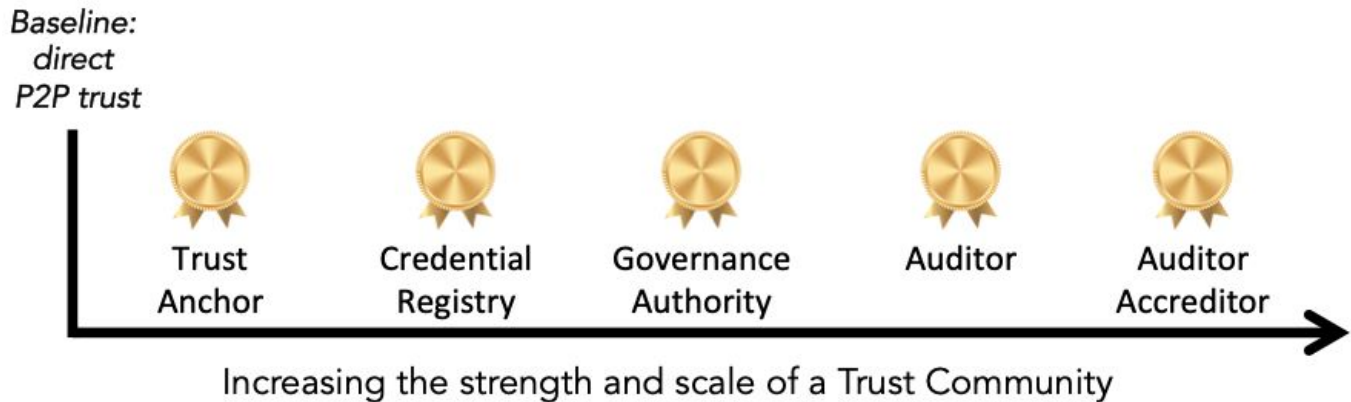 Baseline:
direct
P2P trust
Trust
Anchor
Credential
Registry
Governance
Authority
Auditor
Auditor
Accreditor
Increasing the strength and scale of a Trust Community